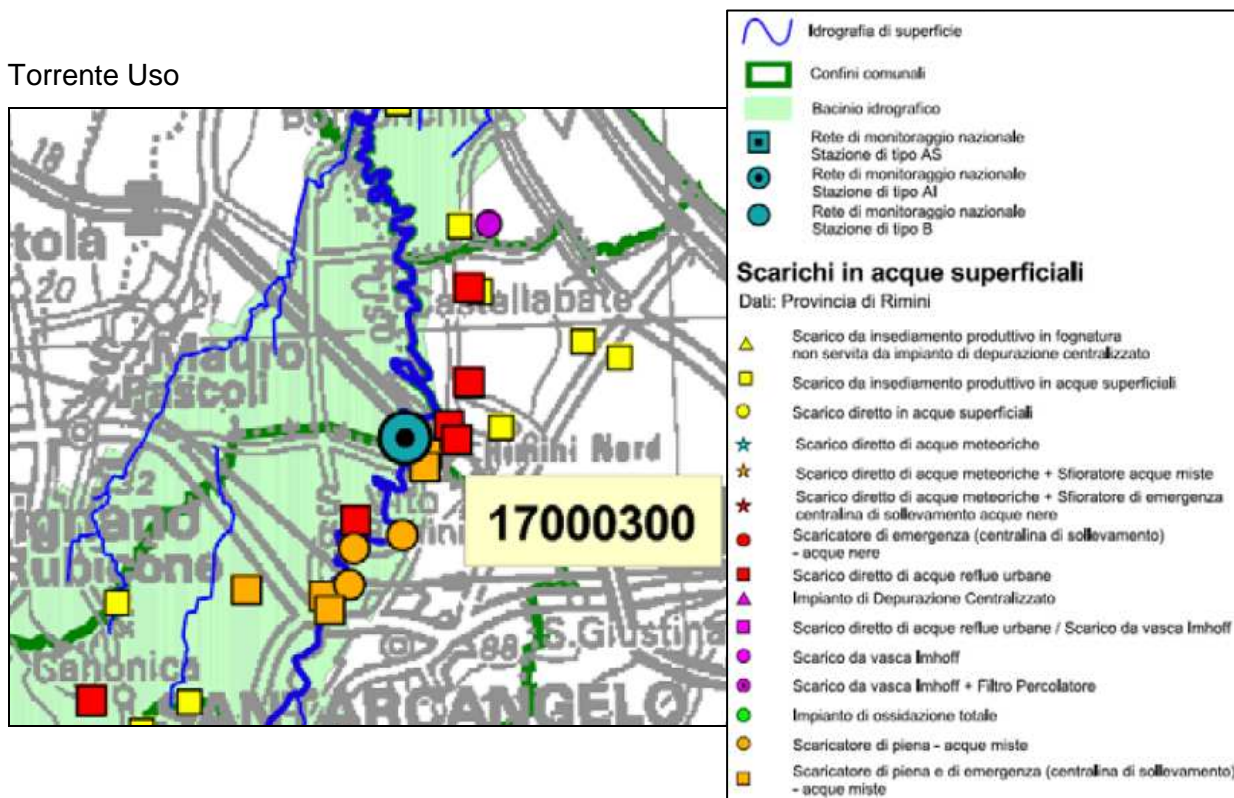 Torrente Uso
18
20
21
Castellabate
S. Mauro
Pascoli
Rimini Nord
S. Vito
17000300
32
Rubicone
88
S.Giustina
Canonica
SANTARCANGELO
Idrografia di superficie
Confini comunali
Bacinio idrografico
Rete di monitoraggio nazionale
Stazione di tipo AS
Rete di monitoraggio nazionale
Stazione di tipo AI
Rete di monitoraggio nazionale
Stazione di tipo B
Scarichi in acque superficiali
Dati: Provincia di Rimini
Scarico da insediamento produttivo in fognatura
non servita da impianto di depurazione centralizzato
Scarico da insediamento produttivo in acque superficiali
Scarico diretto in acque superficiali
Scarico diretto di acque meteoriche
Scarico diretto di acque meteoriche + Sfioratore acque miste
Scarico diretto di acque meteoriche + Sfioratore di emergenza
centralina di sollevamento acque nere
Scaricatore di emergenza (centralina di sollevamento)
- acque nere
Scarico diretto di acque reflue urbane
Impianto di Depurazione Centralizzato
Scarico diretto di acque reflue urbane / Scarico da vasca Imhoff
Scarico da vasca Imhoff
Scarico da vasca Imhoff + Filtro Percolatore
Impianto di ossidazione totale
Scaricatore di piena - acque miste
Scaricatore di piena e di emergenza (centralina di sollevamento)
- acque miste